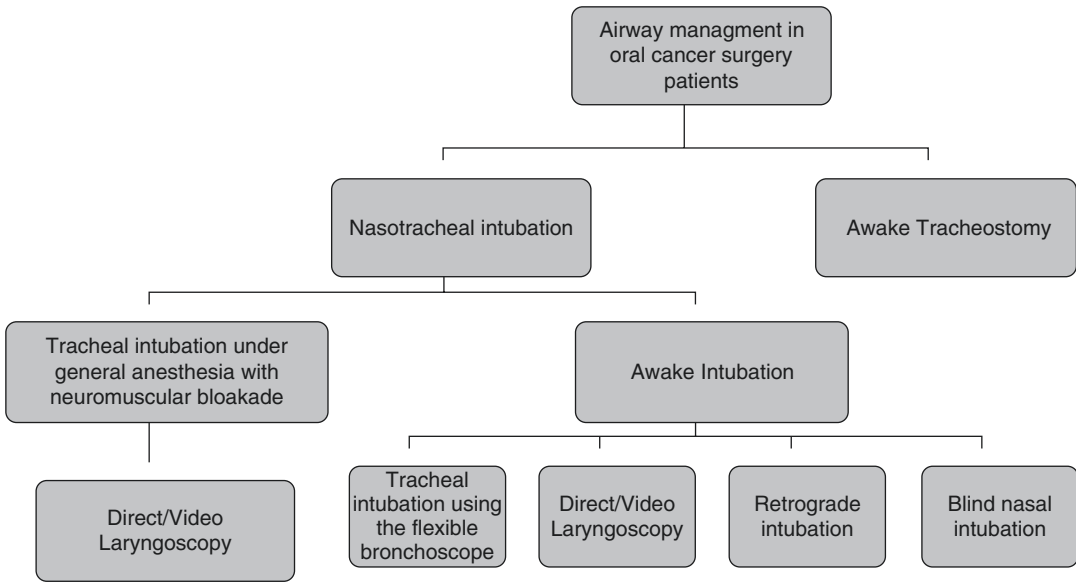 Airway managment in
oral cancer surgery
patients
Nasotracheal intubation
Awake Tracheostomy
Tracheal intubation under
general anesthesia with
neuromuscular bloakade
Awake Intubation
Direct/Video
Laryngoscopy
Tracheal
intubation using
the flexible
bronchoscope
Direct/Video
Laryngoscopy
Retrograde
intubation
Blind nasal
intubation